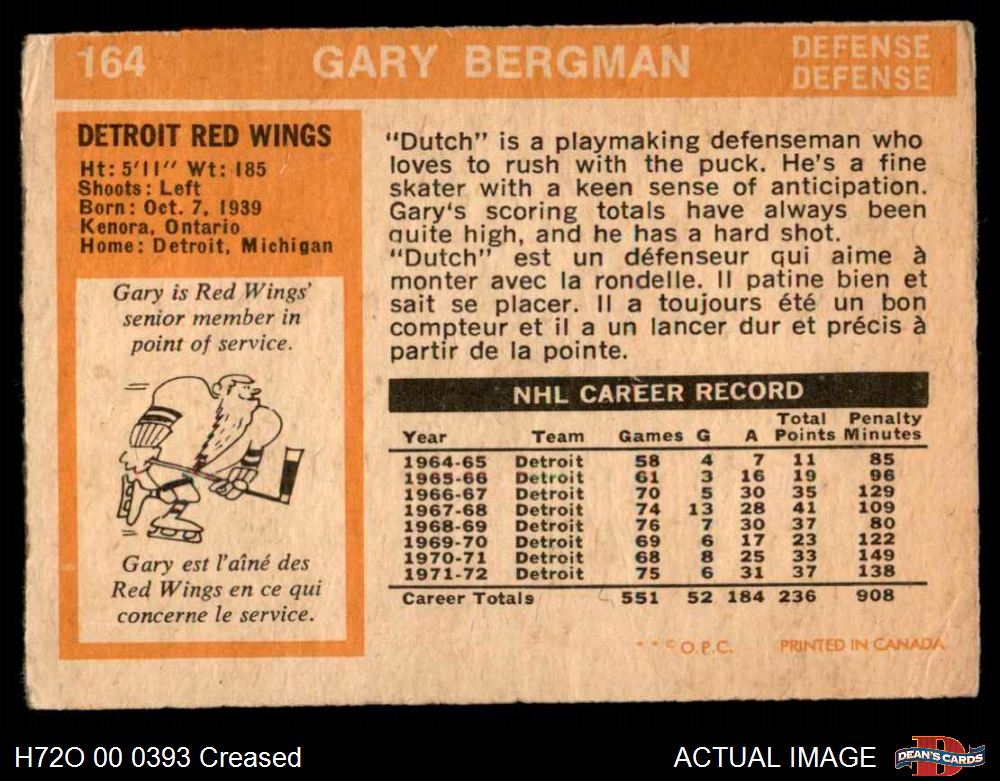 164 GARY BERGMAN DEFENSE
DEFENSE
DETROIT RED WINGS
Ht: 5'11" Wt: 185
Shoots: Left
Born: Oct. 7, 1939
Kenora, Ontario
Home: Detroit, Michigan
Gary is Red Wings'
senior member in
point of service.
Gary est l'aîné des
Red Wings en ce qui
concerne le service.
"Dutch" is a playmaking defenseman who
loves to rush with the puck. He's a fine
skater with a keen sense of anticipation.
Gary's scoring totals have always been
quite high, and he has a hard shot.
"Dutch" est un défenseur qui aime à
monter avec la rondelle. Il patine bien et
sait se placer. Il a toujours été un bon
compteur et il a un lancer dur et précis à
partir de la pointe.
NHL CAREER RECORD
Total Penalty
Year Team Games G A Points Minutes
1964-65 Detroit 58 4 7 11 85
1965-66 Detroit 61 3 16 19 96
1966-67 Detroit 70 5 30 35 129
1967-68 Detroit 74 13 28 41 109
1968-69 Detroit 76 7 30 37 80
1969-70 Detroit 69 6 17 23 122
1970-71 Detroit 68 8 25 33 149
1971-72 Detroit 75 6 31 37 138
Career Totals 551 52 184 236 908
* * © O.P.C. PRINTED IN CANADA
H72O 00 0393 Creased
ACTUAL IMAGE
DEAN'S CARDS